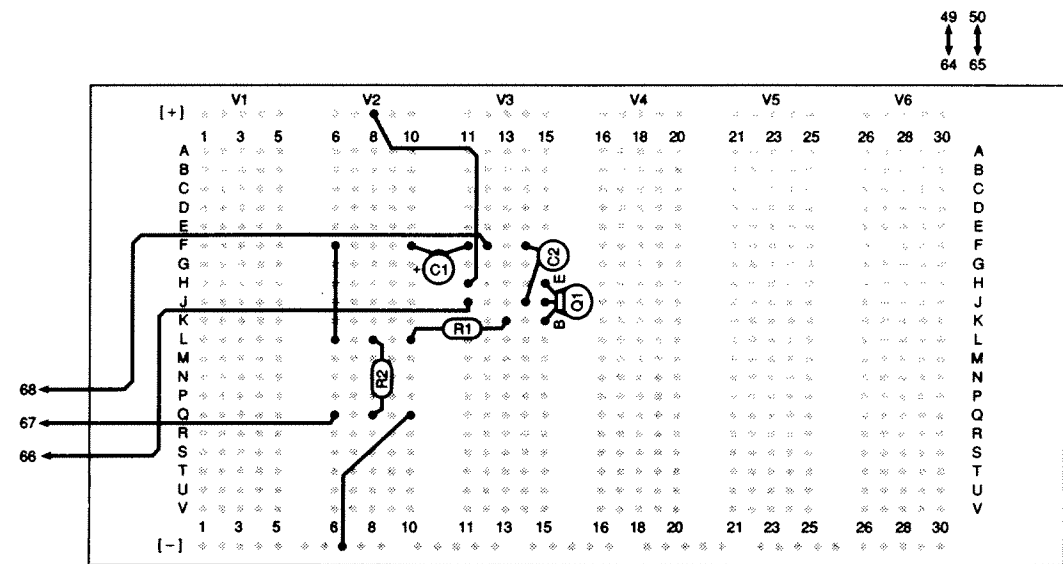 49 50
64 65
V1 V2 V3 V4 V5 V6
[+]
1 3 5 6 8 10 11 13 15 16 18 20 21 23 25 26 28 30
A A
B B
C C
D D
E E
F C2 F
G +C1 G
H E H
J Q1 J
K B K
L R1 L
M M
N R2 N
68
P P
Q Q
67
R R
S S
66
T T
U U
V V
1 3 5 6 8 10 11 13 15 16 18 20 21 23 25 26 28 30
[-]